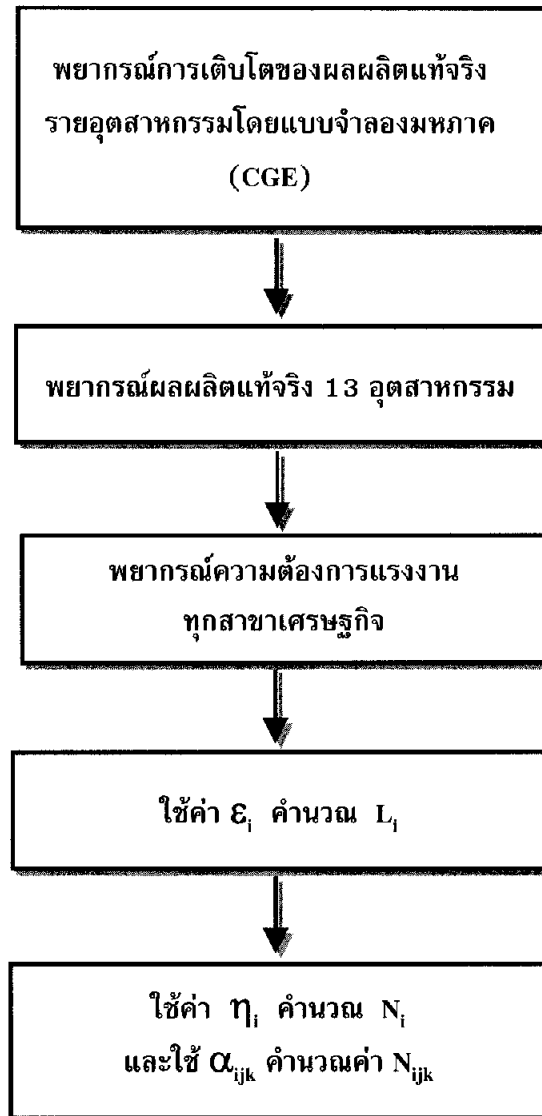 พยากรณ์การเติบโตของผลผลิตแท้จริง
รายอุตสาหกรรมโดยแบบจำลองมหภาค
(CGE)
พยากรณ์ผลผลิตแท้จริง 13 อุตสาหกรรม
พยากรณ์ความต้องการแรงงาน
ทุกสาขาเศรษฐกิจ
ใช้ค่า εᵢ คำนวณ Lᵢ
ใช้ค่า ηᵢ คำนวณ Nᵢ
และใช้ αᵢⱼₖ คำนวณค่า Nᵢⱼₖ